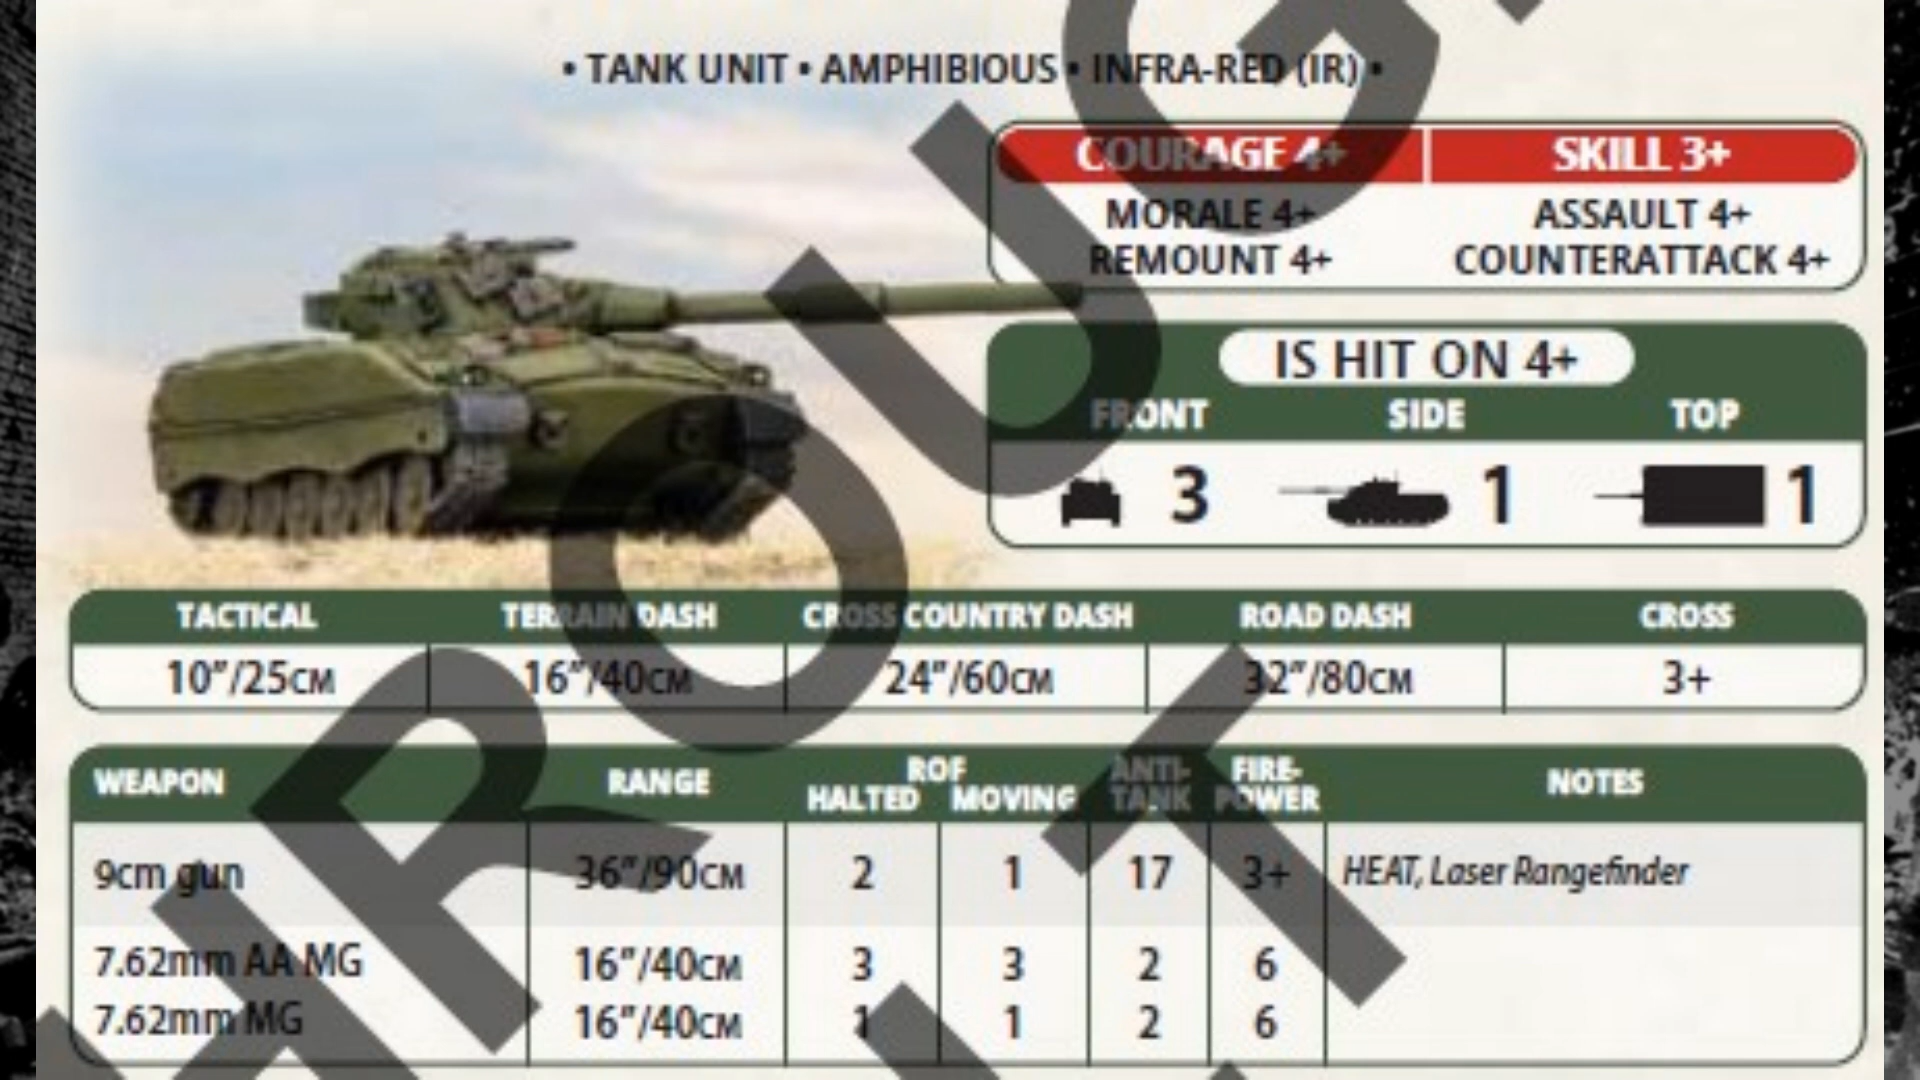 • TANK UNIT • AMPHIBIOUS • INFRA-RED (IR) •
COURAGE 4+ SKILL 3+
MORALE 4+ ASSAULT 4+
REMOUNT 4+ COUNTERATTACK 4+
IS HIT ON 4+
FRONT SIDE TOP
3 1 1
TACTICAL TERRAIN DASH CROSS COUNTRY DASH ROAD DASH CROSS
10"/25CM 16"/40CM 24"/60CM 32"/80CM 3+
WEAPON RANGE ROF HALTED MOVING ANTI-TANK FIRE-POWER NOTES
9cm gun 36"/90CM 2 1 17 3+ HEAT, Laser Rangefinder
7.62mm AA MG 16"/40CM 3 3 2 6
7.62mm MG 16"/40CM 1 1 2 6